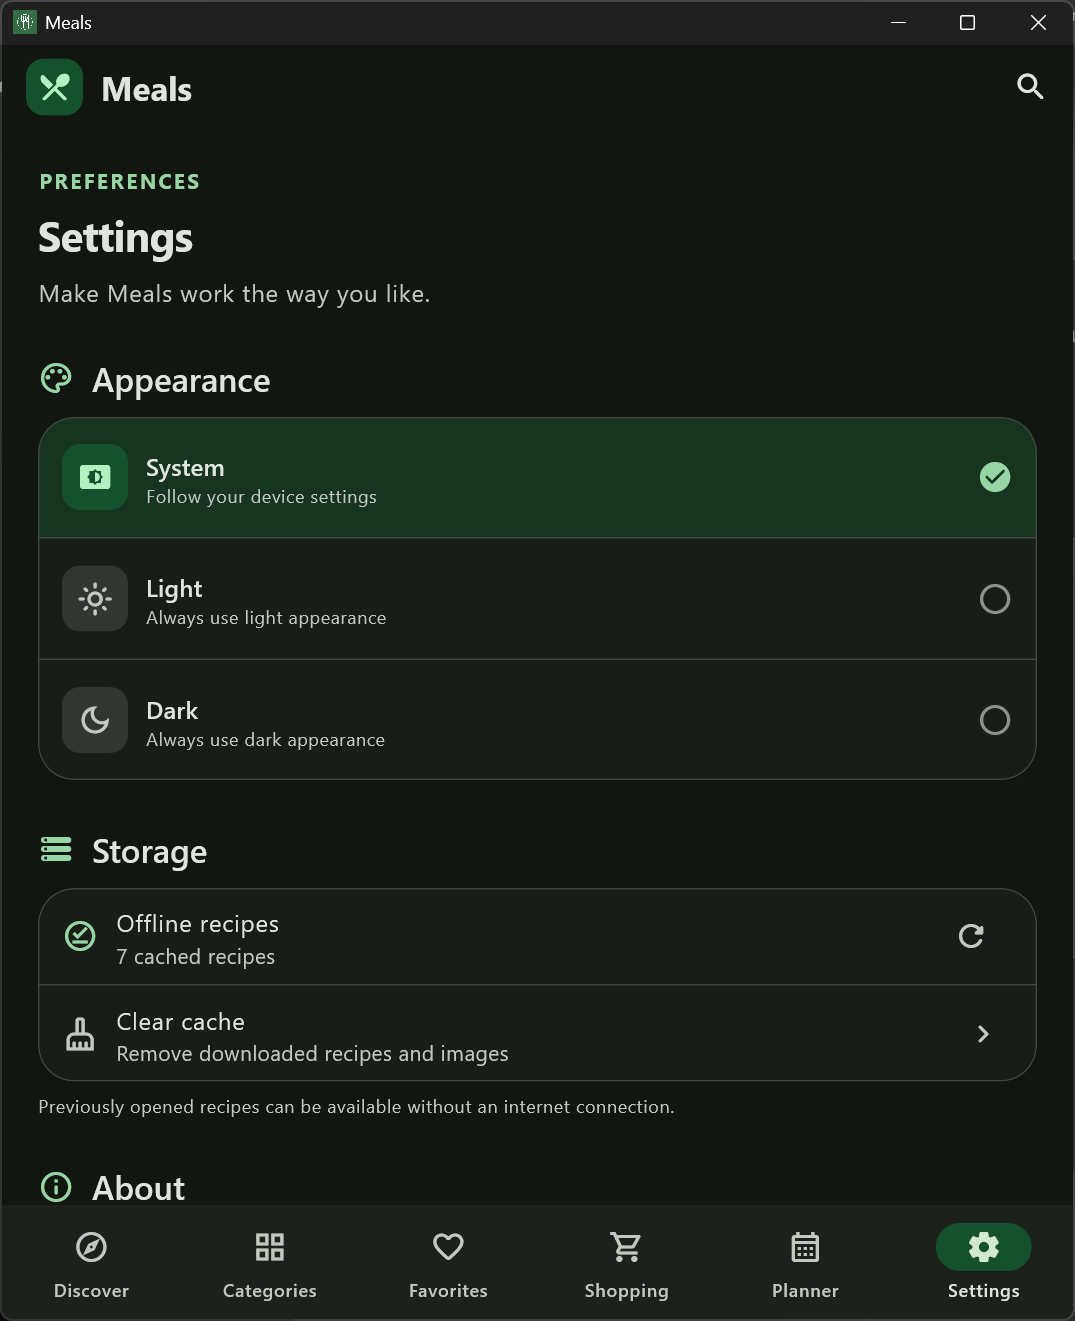 Meals
Meals
PREFERENCES
Settings
Make Meals work the way you like.
Appearance
System
Follow your device settings
Light
Always use light appearance
Dark
Always use dark appearance
Storage
Offline recipes
7 cached recipes
Clear cache
Remove downloaded recipes and images
Previously opened recipes can be available without an internet connection.
About
Discover
Categories
Favorites
Shopping
Planner
Settings